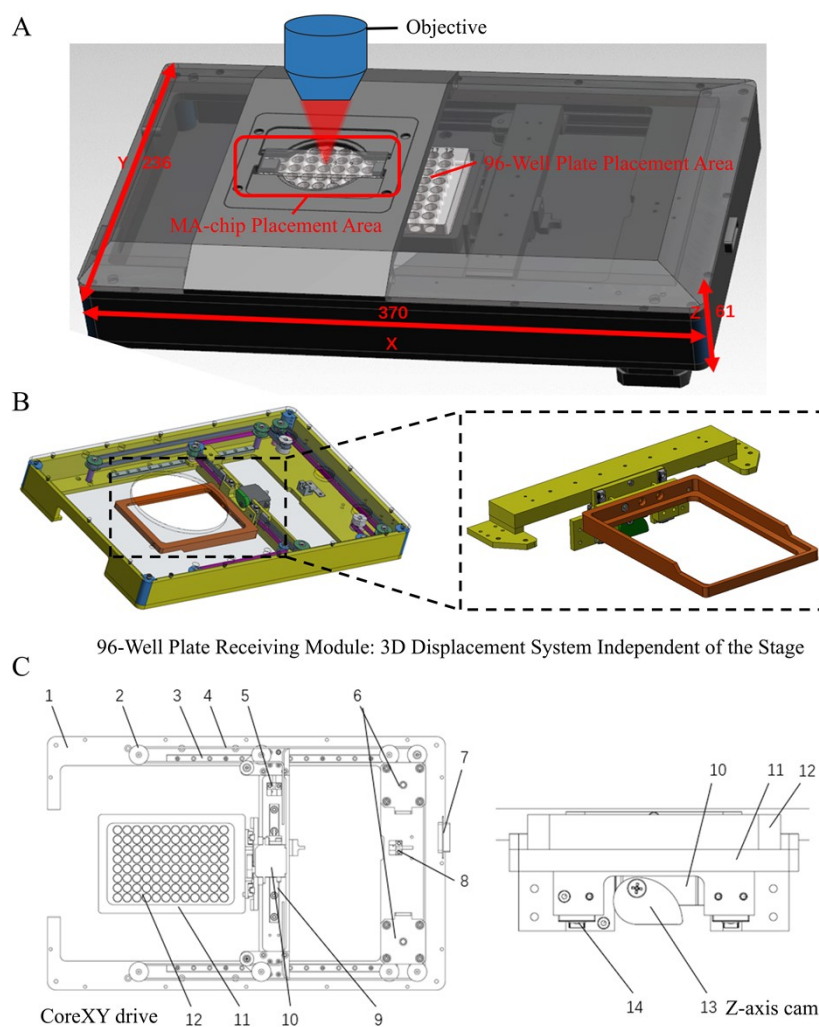 A
Objective
Y 236
96-Well Plate Placement Area
MA-chip Placement Area
370
X
Z 61
B
96-Well Plate Receiving Module: 3D Displacement System Independent of the Stage
C
1 2 3 4 5 6
7
8
12 11 10 9
CoreXY drive
10 11 12
14 13 Z-axis cam